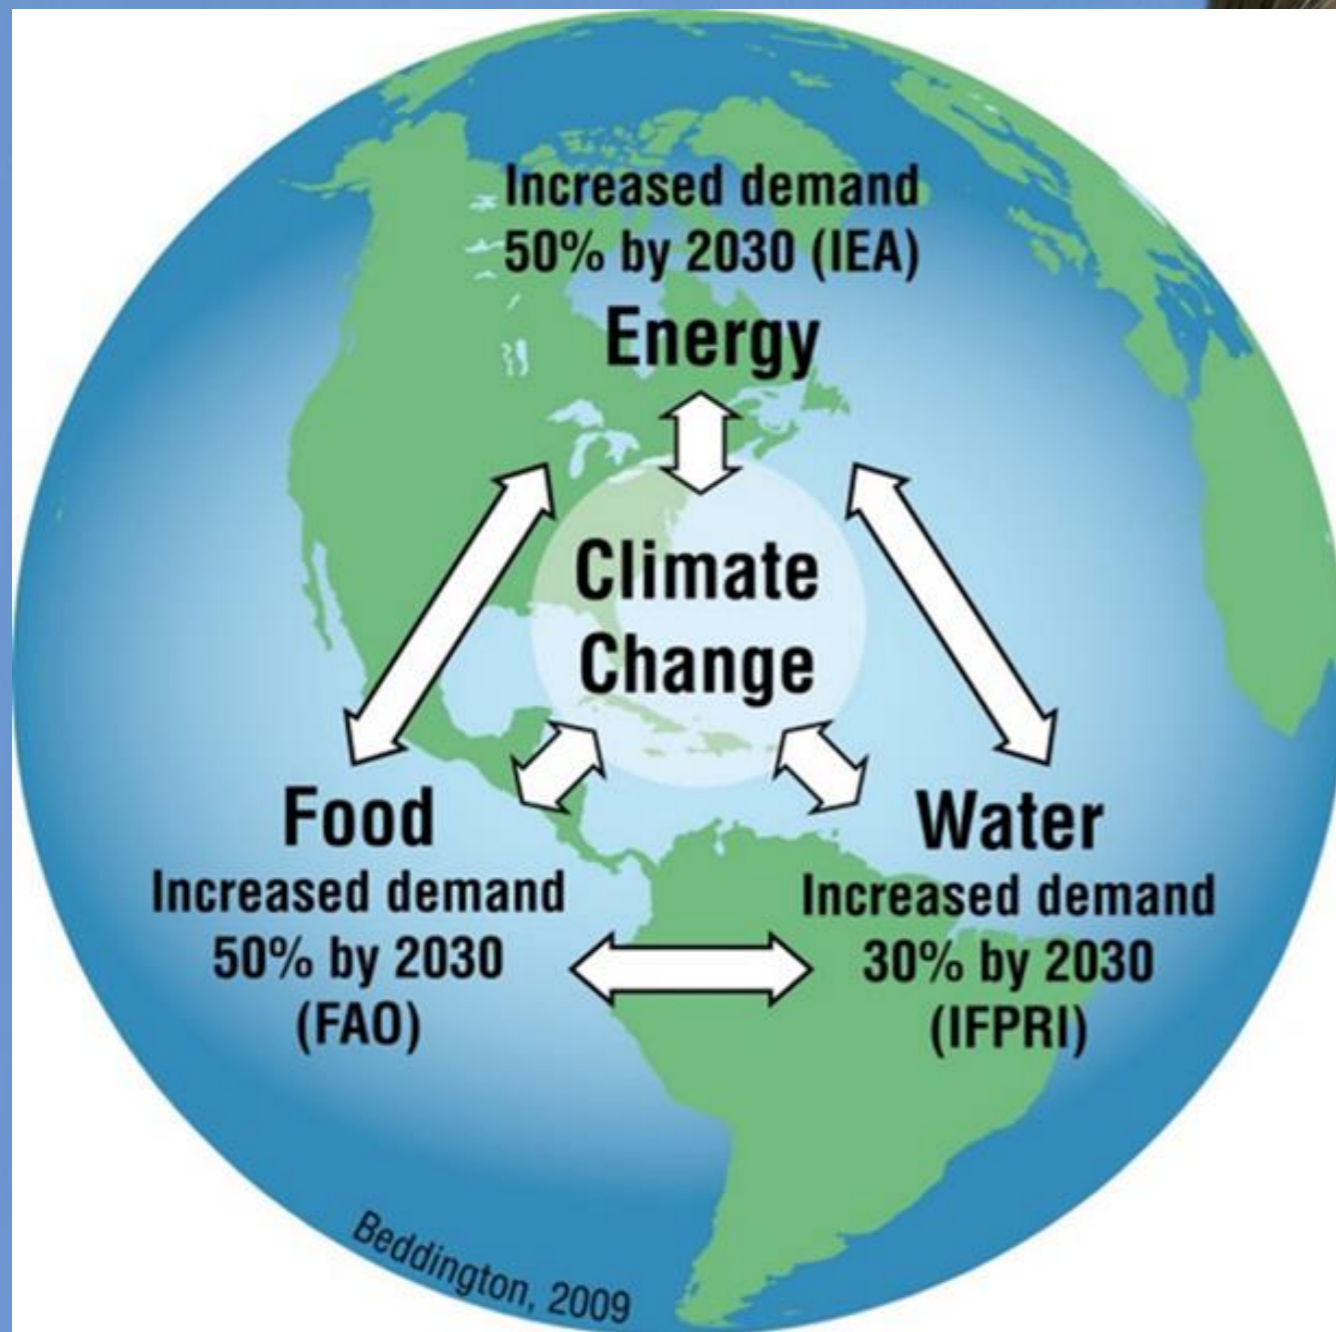 Increased demand
50% by 2030 (IEA)
Energy
Climate
Change
Food
Increased demand
50% by 2030
(FAO)
Water
Increased demand
30% by 2030
(IFPRI)
Beddington, 2009